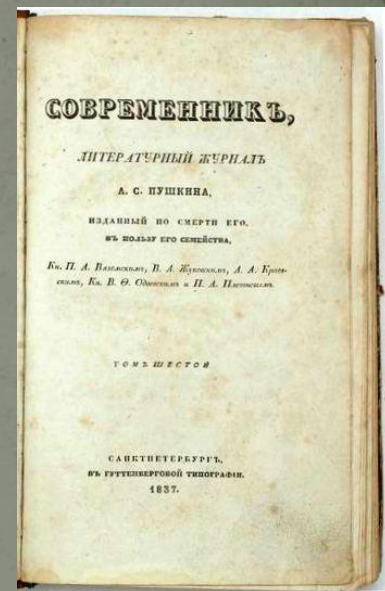 СОВРЕМЕННИКЪ,
ЛИТЕРАТУРНЫЙ ЖУРНАЛЪ
А. С. ПУШКИНА,
ИЗДАННЫЙ ПО СМЕРТИ ЕГО,
ВЪ ПОЛЬЗУ ЕГО СЕМЕЙСТВА,
Кн. П. А. Вяземскимъ, В. А. Жуковскимъ, А. А. Краев-
скимъ, Кн. В. Ѳ. Одоевскимъ и П. А. Плетневымъ.
ТОМЪ ШЕСТОЙ
САНКТПЕТЕРБУРГЪ,
ВЪ ГУТТЕНБЕРГОВОЙ ТИПОГРАФІИ.
1837.